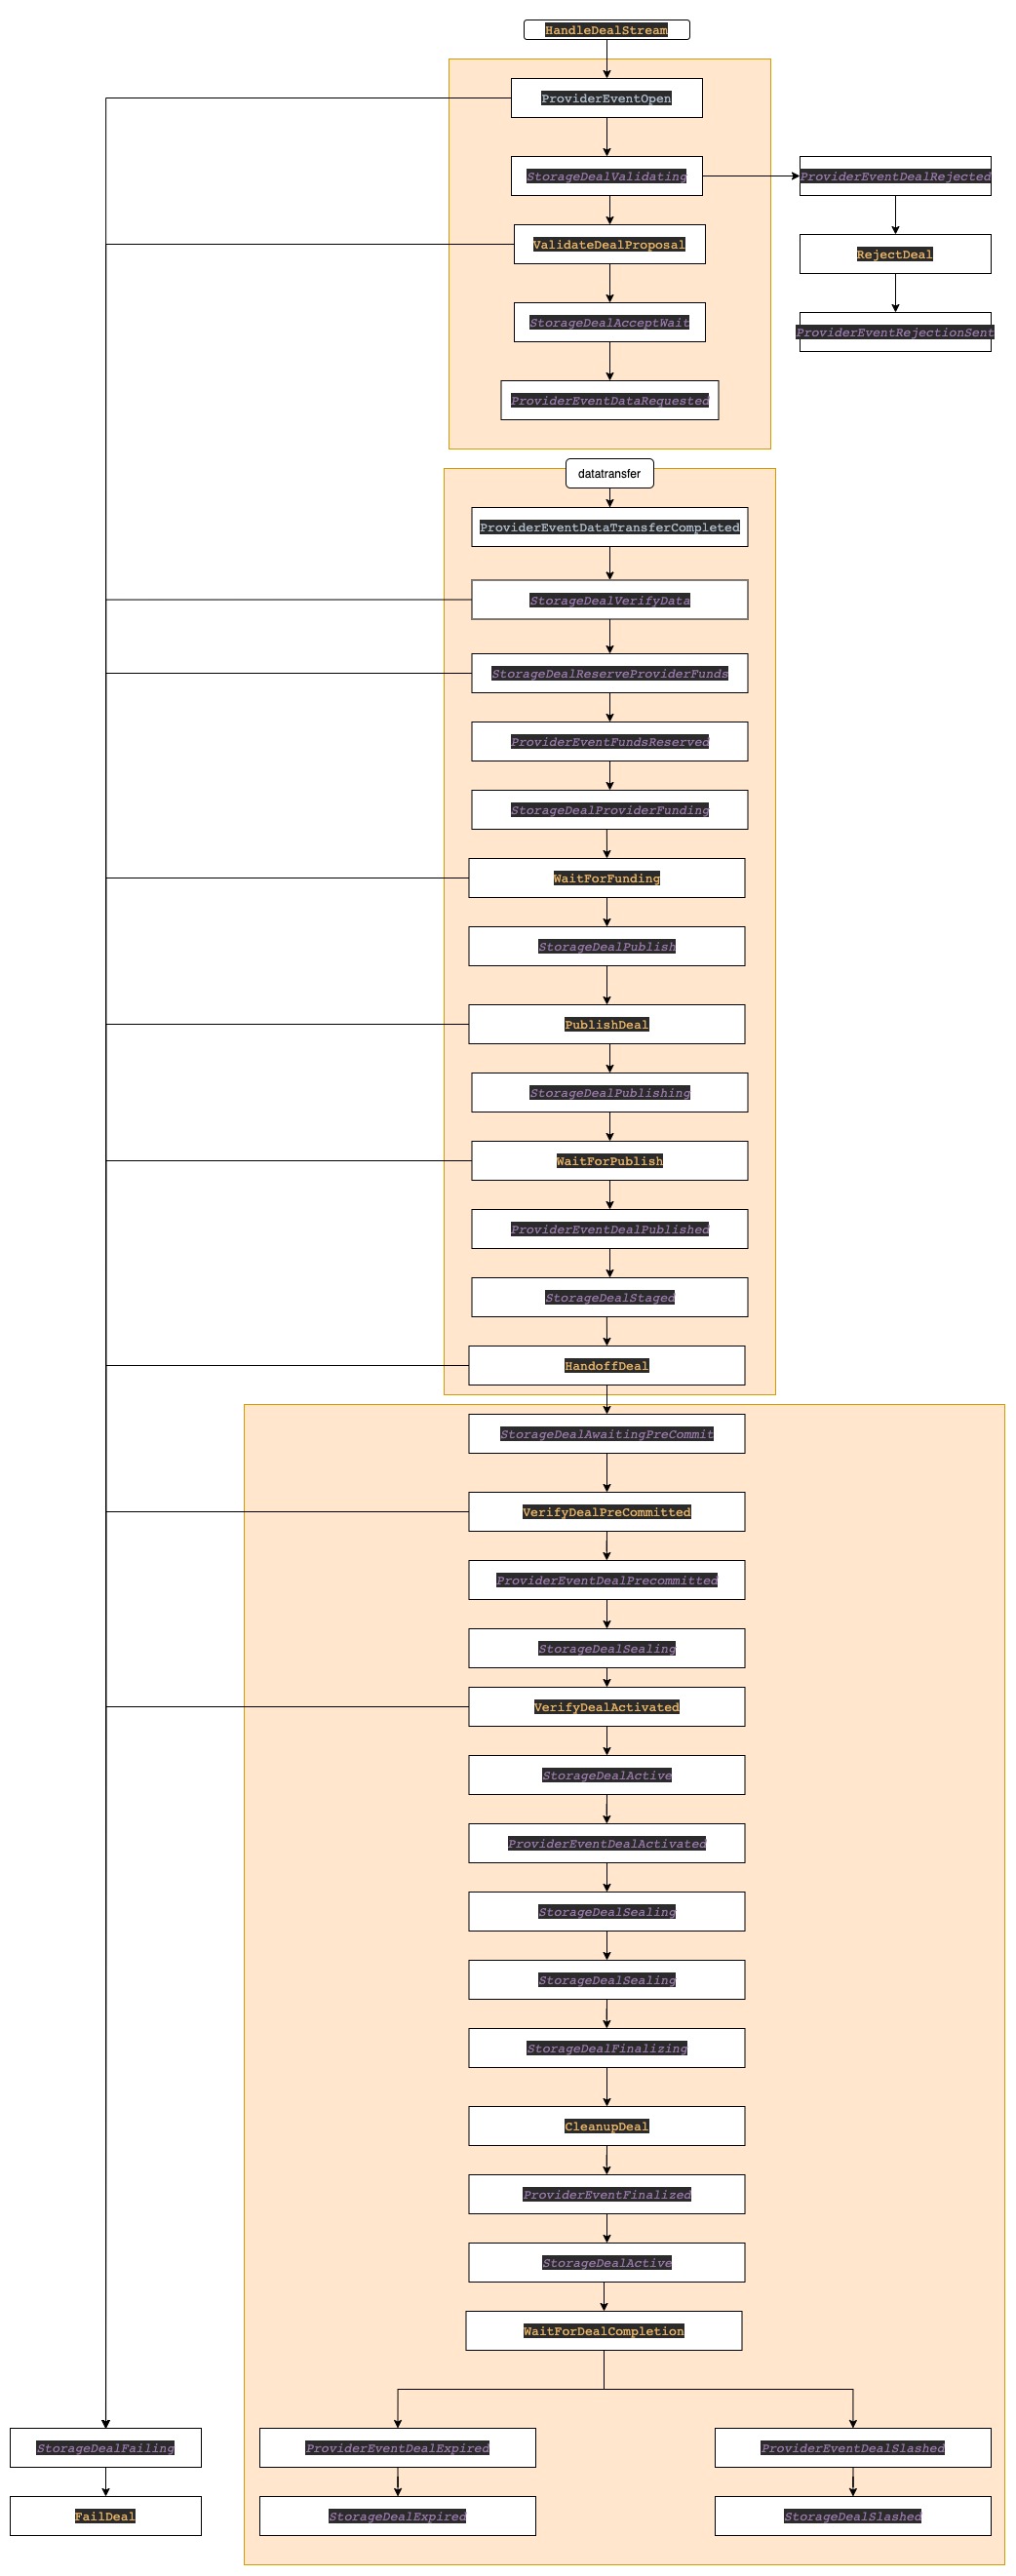 HandleDealStream
ProviderEventOpen
StorageDealValidating
ProviderEventDealRejected
ValidateDealProposal
RejectDeal
StorageDealAcceptWait
ProviderEventRejectionSent
ProviderEventDataRequested
datatransfer
ProviderEventDataTransferCompleted
StorageDealVerifyData
StorageDealReserveProviderFunds
ProviderEventFundsReserved
StorageDealProviderFunding
WaitForFunding
StorageDealPublish
PublishDeal
StorageDealPublishing
WaitForPublish
ProviderEventDealPublished
StorageDealStaged
HandoffDeal
StorageDealAwaitingPreCommit
VerifyDealPreCommitted
ProviderEventDealPrecommitted
StorageDealSealing
VerifyDealActivated
StorageDealActive
ProviderEventDealActivated
StorageDealSealing
StorageDealSealing
StorageDealFinalizing
CleanupDeal
ProviderEventFinalized
StorageDealActive
WaitForDealCompletion
StorageDealFailing
ProviderEventDealExpired
ProviderEventDealSlashed
FailDeal
StorageDealExpired
StorageDealSlashed